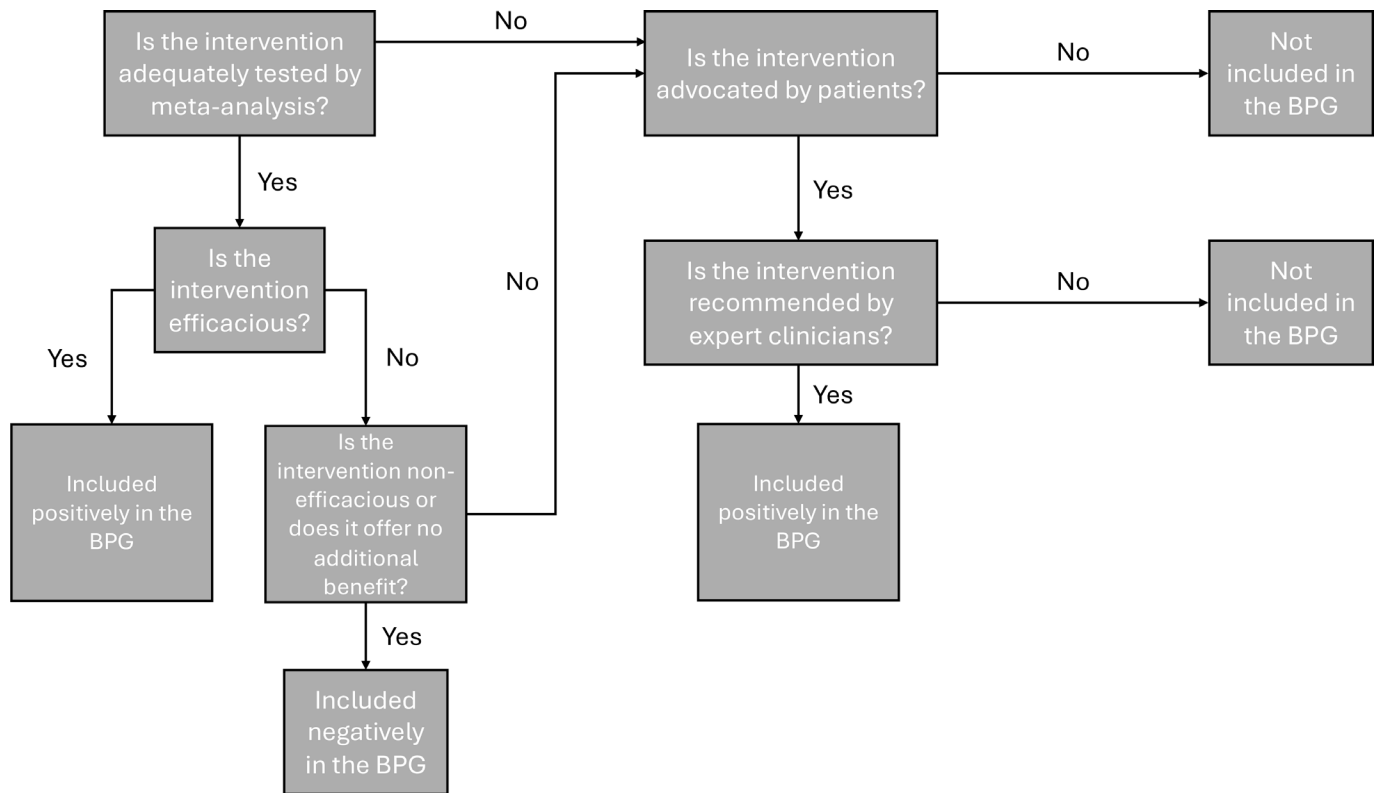 Is the intervention
adequately tested by
meta-analysis?
No
Is the intervention
advocated by patients?
No
Not
included in
the BPG
Yes
Yes
Is the
intervention
efficacious?
No
Is the intervention
recommended by
expert clinicians?
No
Not
included in
the BPG
Yes
No
Yes
Included
positively in the
BPG
Is the
intervention non-
efficacious or
does it offer no
additional
benefit?
Included
positively in the
BPG
Yes
Included
negatively
in the BPG